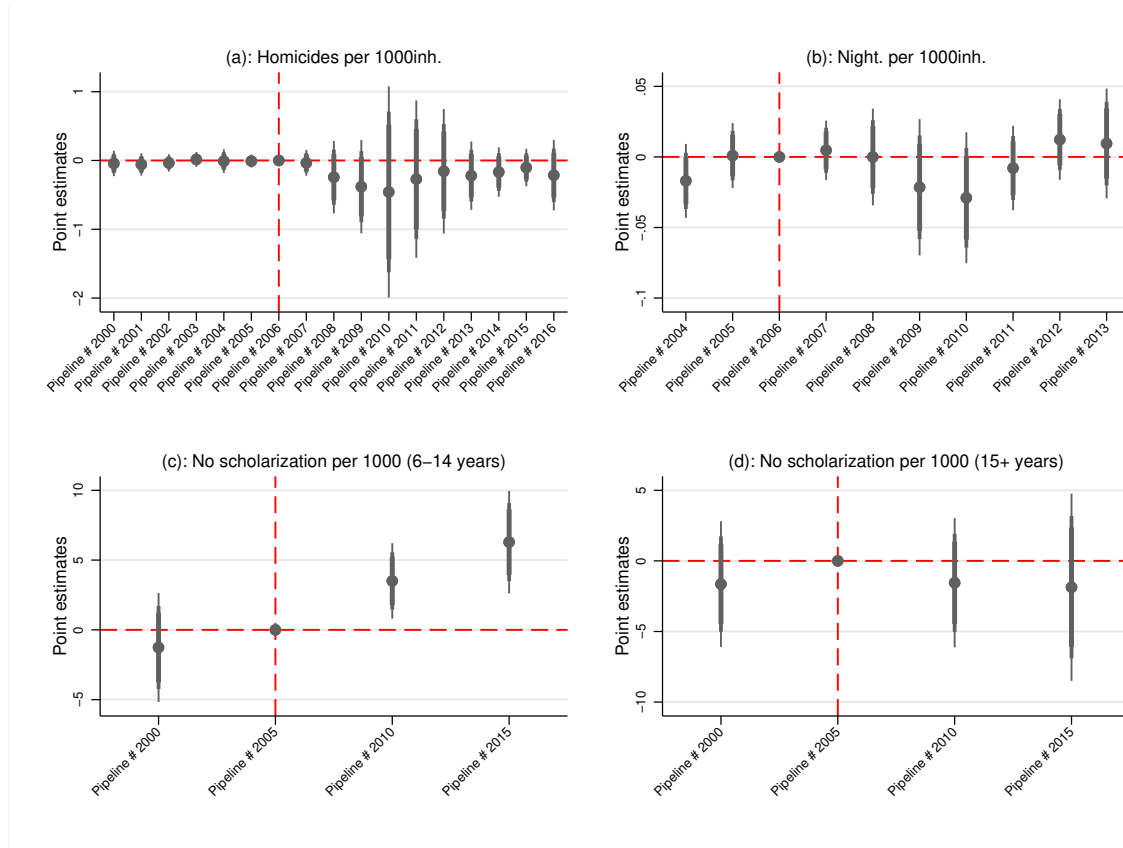 (a): Homicides per 1000inh.
Point estimates
1
0
−1
−2
Pipeline # 2000
Pipeline # 2001
Pipeline # 2002
Pipeline # 2003
Pipeline # 2004
Pipeline # 2005
Pipeline # 2006
Pipeline # 2007
Pipeline # 2008
Pipeline # 2009
Pipeline # 2010
Pipeline # 2011
Pipeline # 2012
Pipeline # 2013
Pipeline # 2014
Pipeline # 2015
Pipeline # 2016
(b): Night. per 1000inh.
Point estimates
.05
0
−.05
−.1
Pipeline # 2004
Pipeline # 2005
Pipeline # 2006
Pipeline # 2007
Pipeline # 2008
Pipeline # 2009
Pipeline # 2010
Pipeline # 2011
Pipeline # 2012
Pipeline # 2013
(c): No scholarization per 1000 (6−14 years)
Point estimates
10
5
0
−5
Pipeline # 2000
Pipeline # 2005
Pipeline # 2010
Pipeline # 2015
(d): No scholarization per 1000 (15+ years)
Point estimates
5
0
−5
−10
Pipeline # 2000
Pipeline # 2005
Pipeline # 2010
Pipeline # 2015